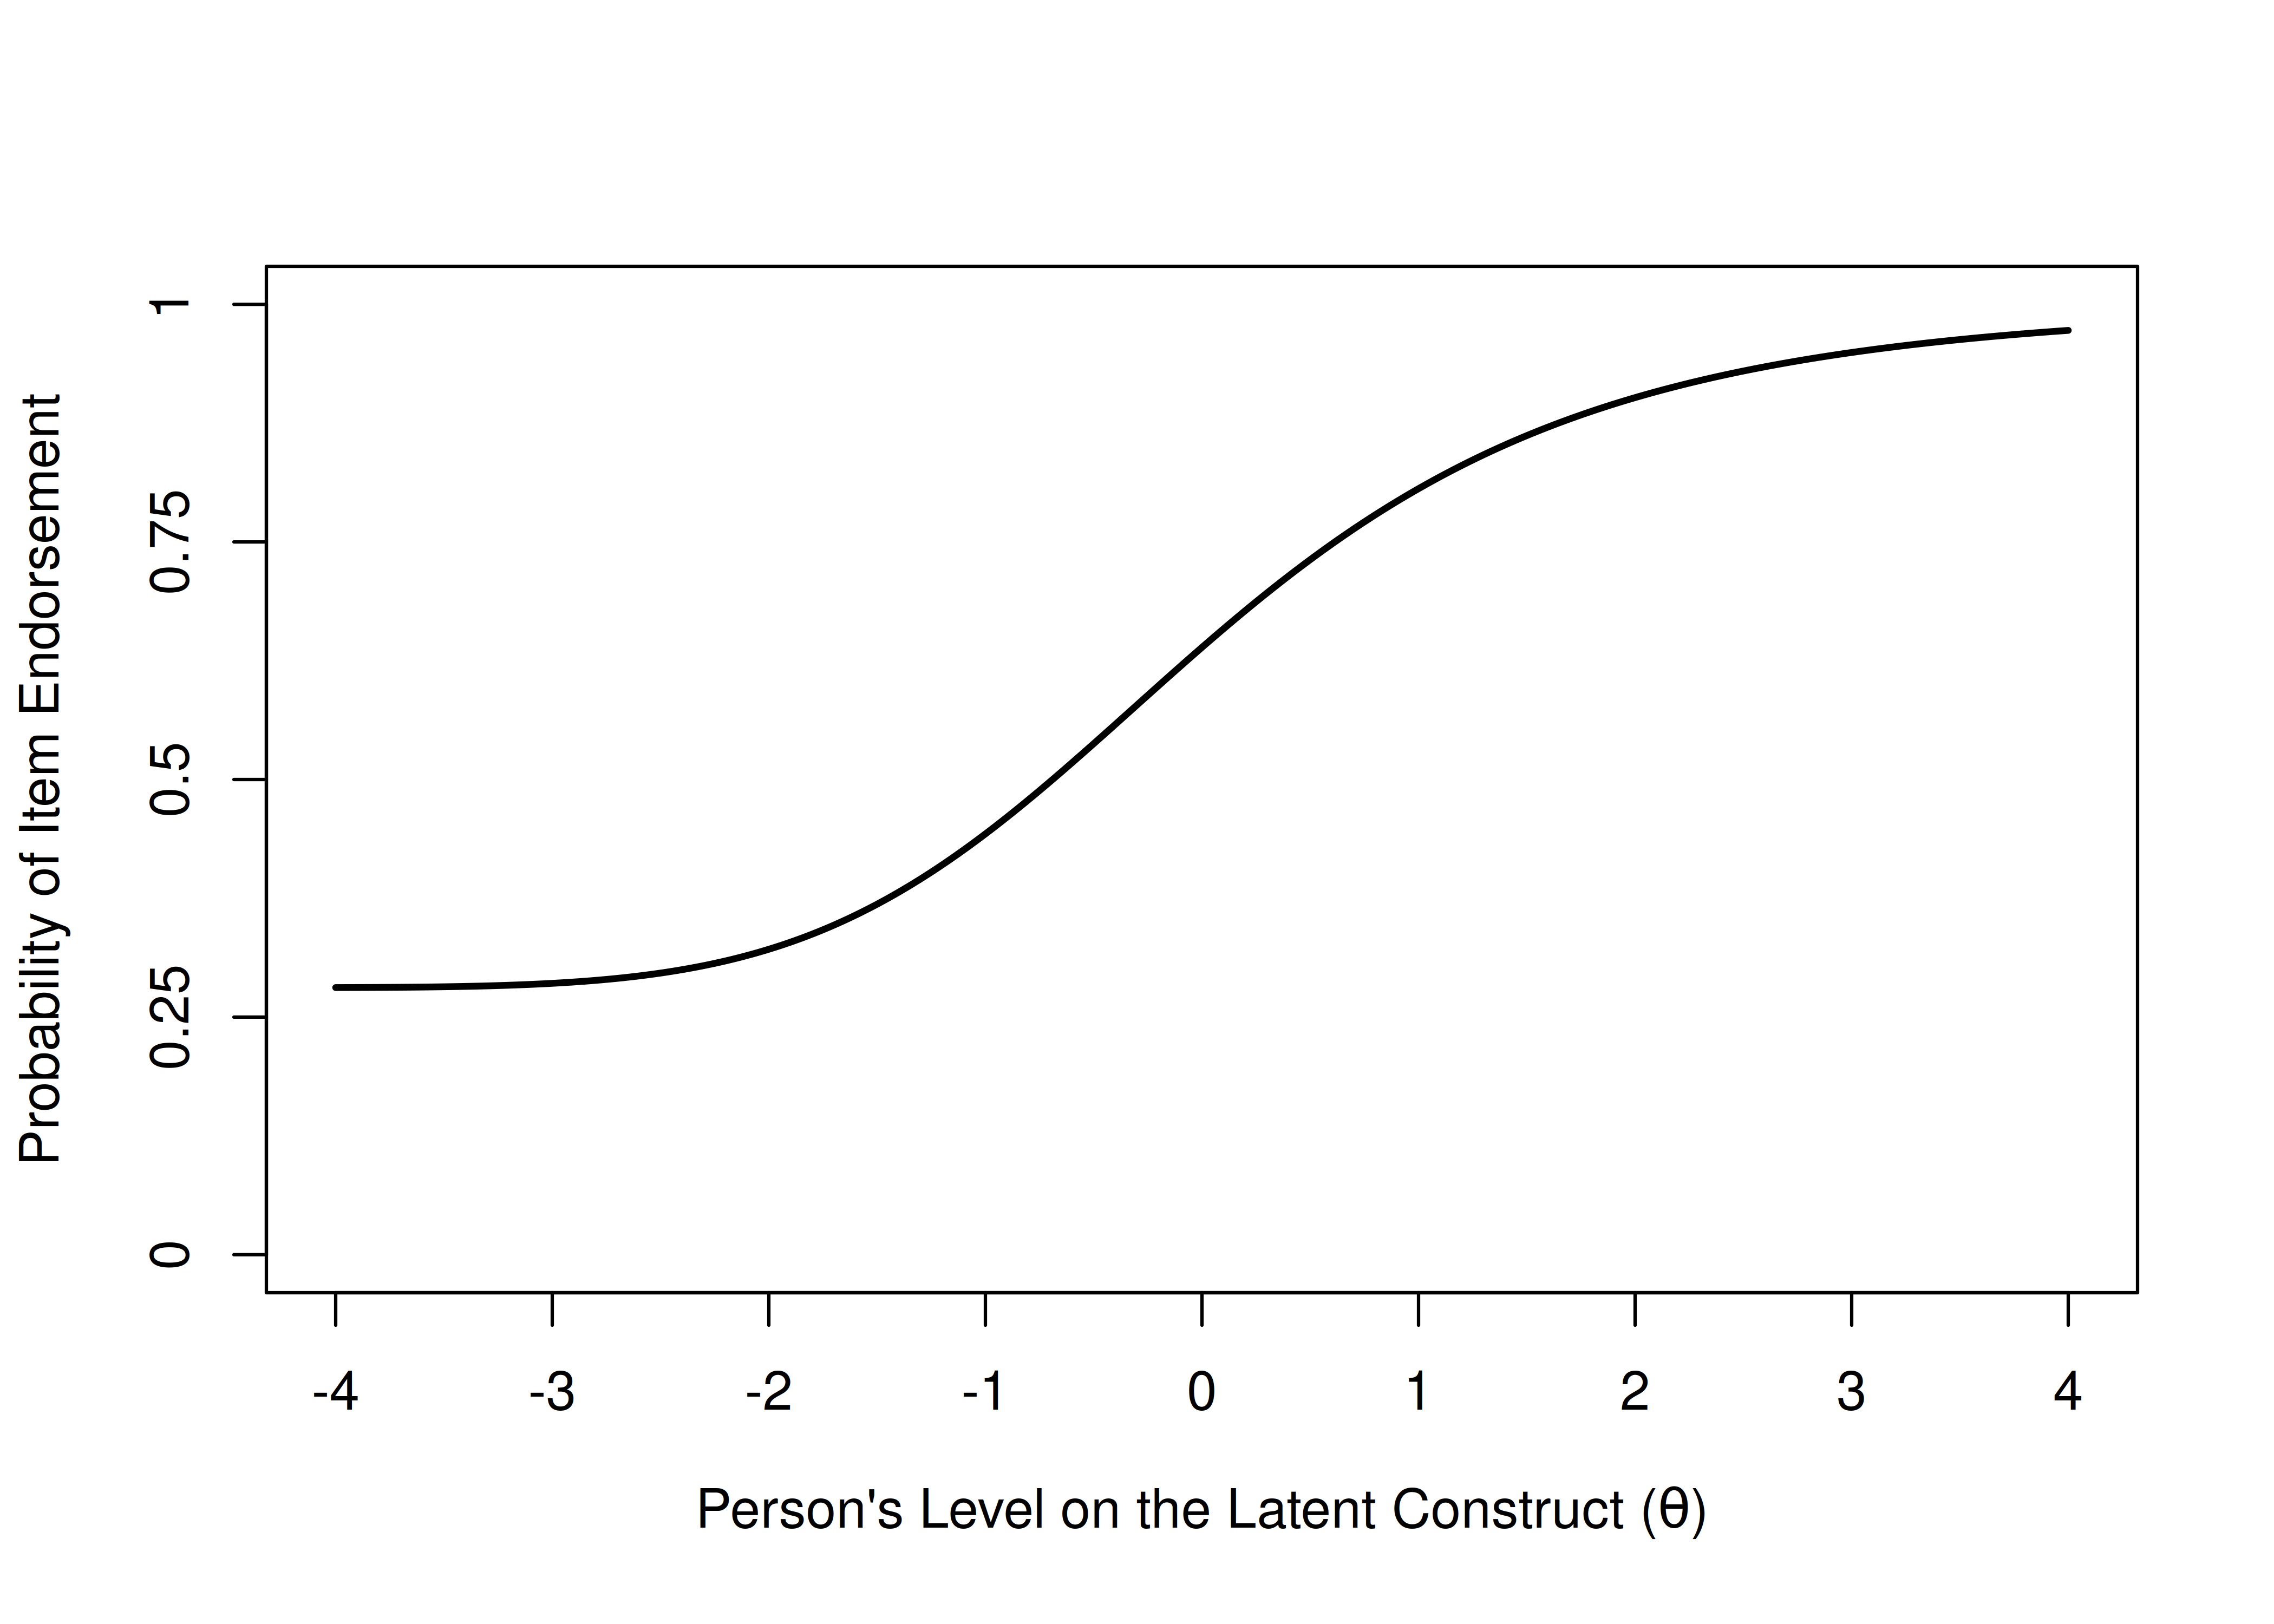 Probability of Item Endorsement
1
0.75
0.5
0.25
0
-4 -3 -2 -1 0 1 2 3 4
Person's Level on the Latent Construct (θ)